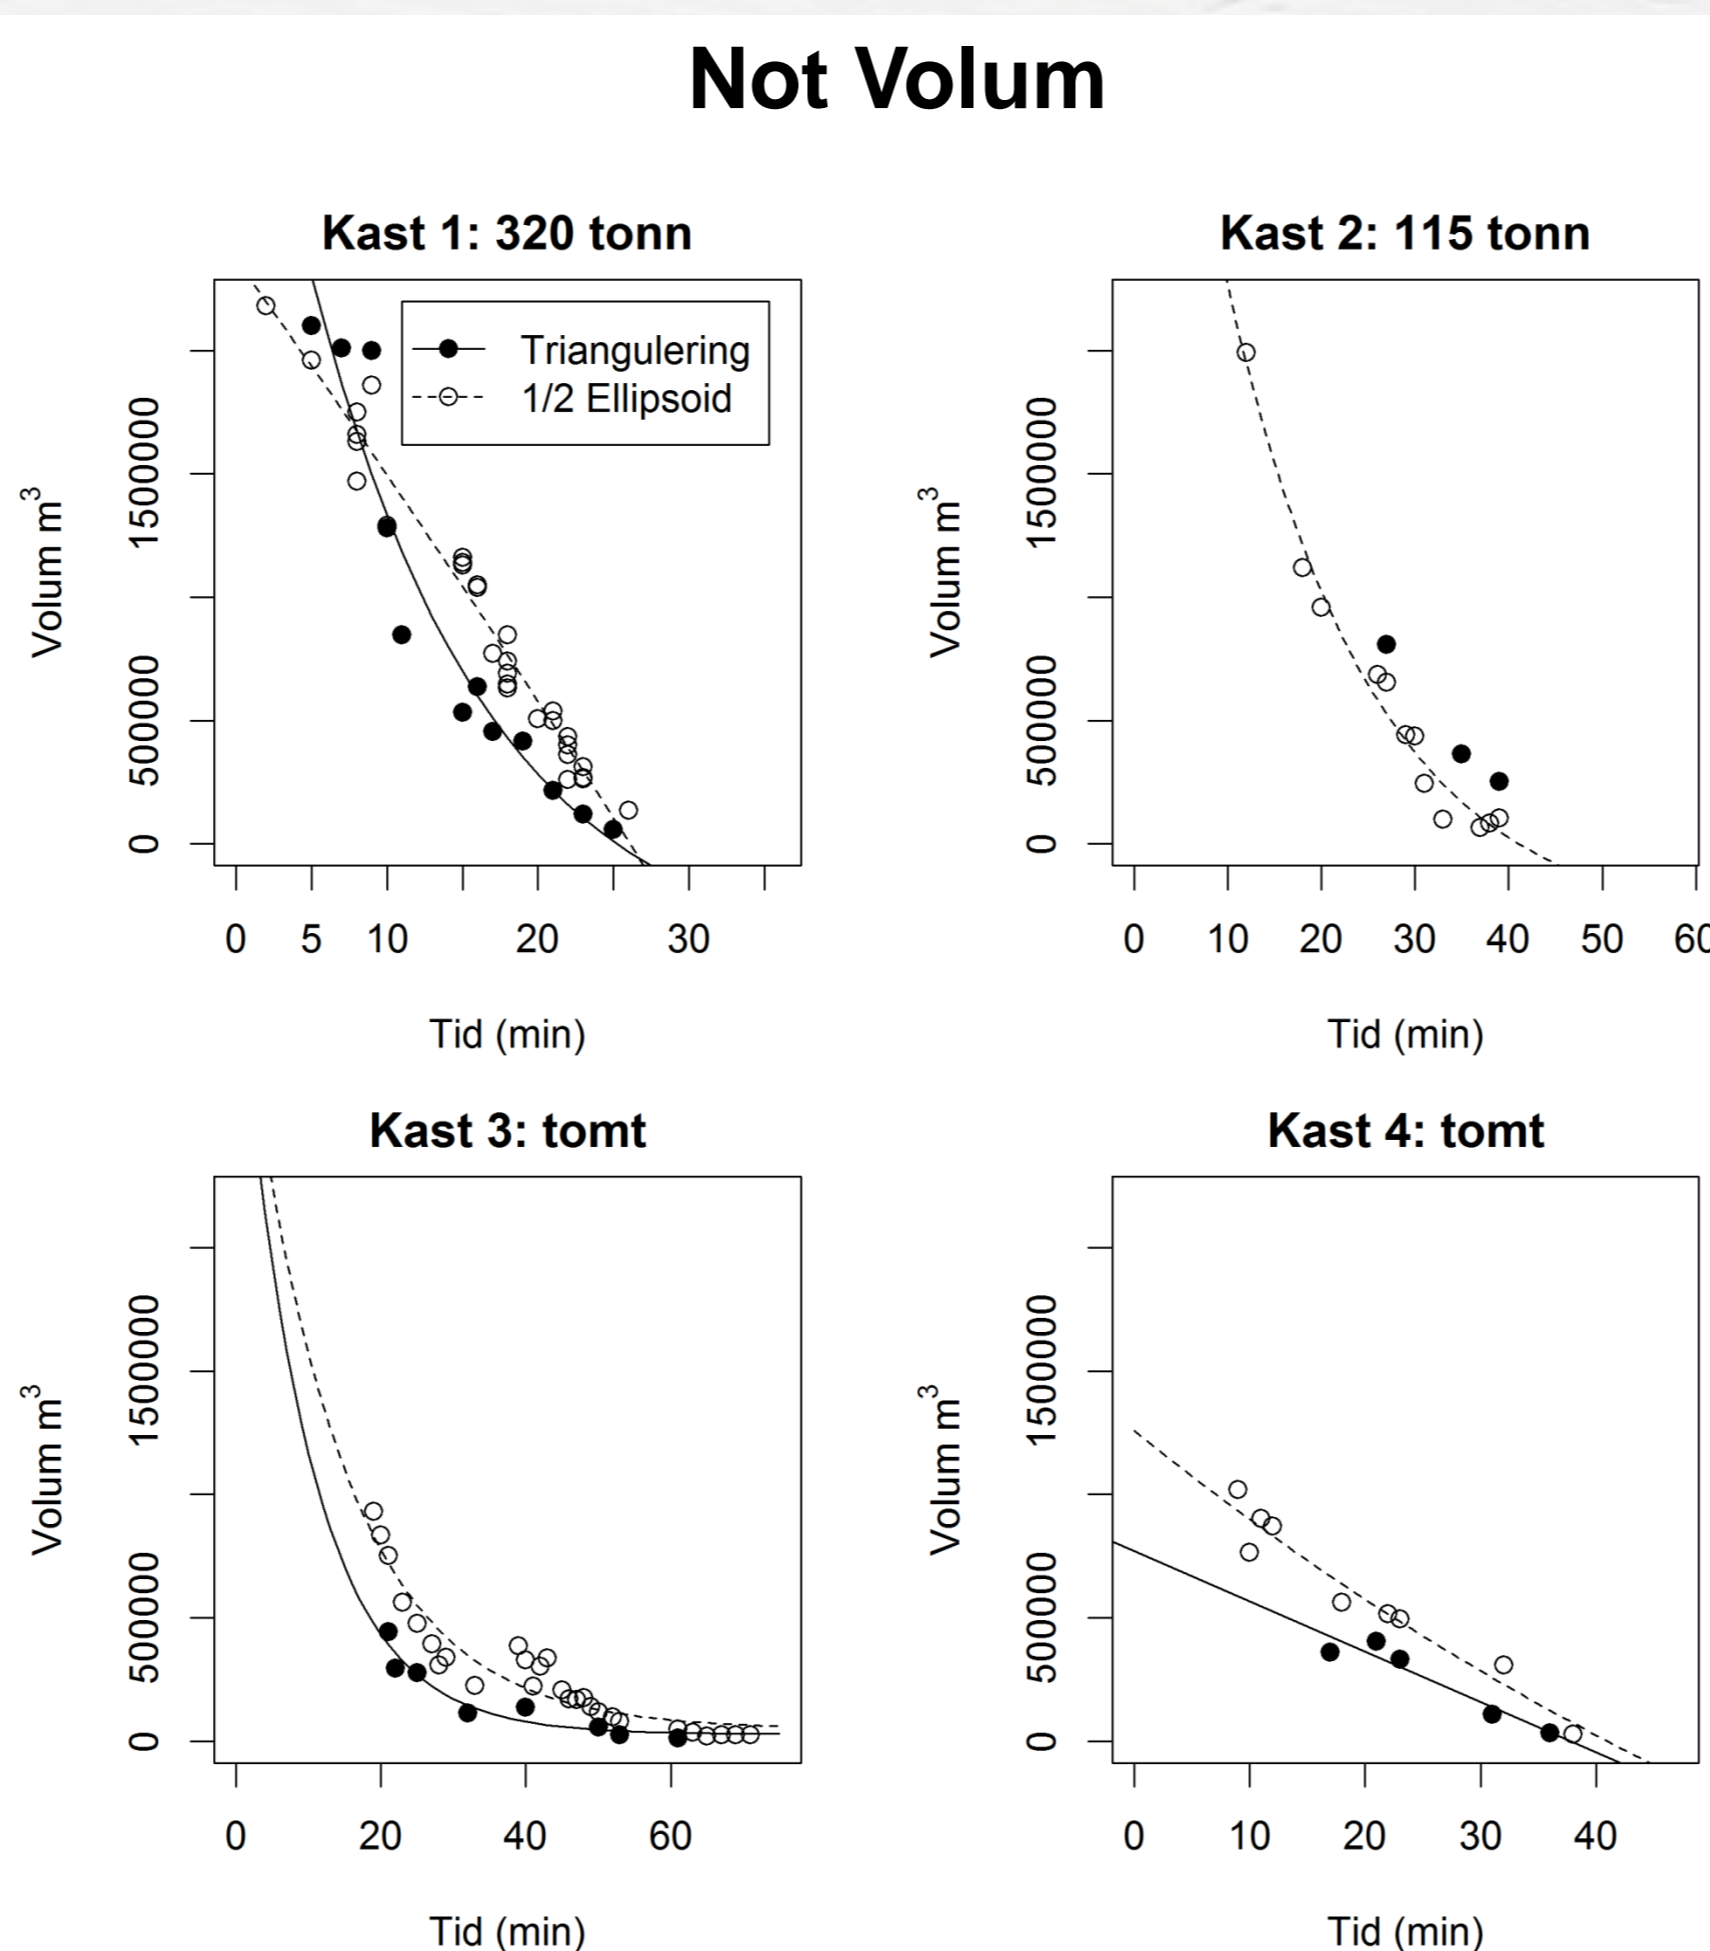 Not Volum
Kast 1: 320 tonn
Volum m³
1500000
500000
0
Triangulering
1/2 Ellipsoid
0 5 10 20 30
Tid (min)
Kast 2: 115 tonn
Volum m³
1500000
500000
0
0 10 20 30 40 50 60
Tid (min)
Kast 3: tomt
Volum m³
1500000
500000
0
0 20 40 60
Tid (min)
Kast 4: tomt
Volum m³
1500000
500000
0
0 10 20 30 40
Tid (min)